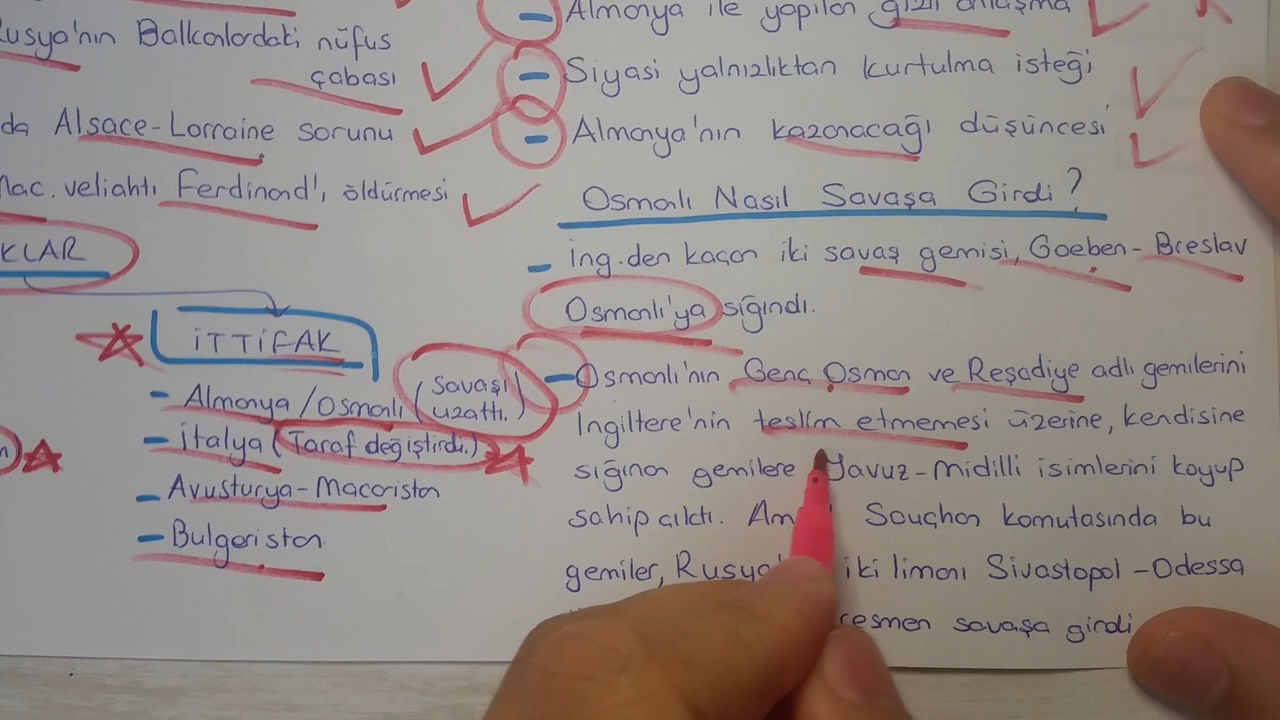 Rusya'nın Balkanlardaki nüfus
çabası
da Alsace-Lorraine sorunu
Mac. veliahtı Ferdinand'ı öldürmesi
KLAR
İTTİFAK
- Almanya / Osmanlı (Savaşı uzattı.)
- İtalya (Taraf değiştirdi.)
- Avusturya-Macaristan
- Bulgaristan
- Almanya ile yapılan gizli anlaşma
- Siyasi yalnızlıktan kurtulma isteği
- Almanya'nın kazanacağı düşüncesi
Osmalı Nasıl Savaşa Girdi?
- İng.den kaçan iki savaş gemisi, Goeben-Breslav
Osmanlı'ya sığındı.
- Osmanlı'nın Genç Osman ve Reşadiye adlı gemilerini
İngiltere'nin teslim etmemesi üzerine, kendisine
sığınan gemilere Yavuz-Midilli isimlerini koyup
sahip çıktı. Souchon komutasında bu
gemiler, iki limanı Sivastopol-Odessa
resmen savaşa girdi